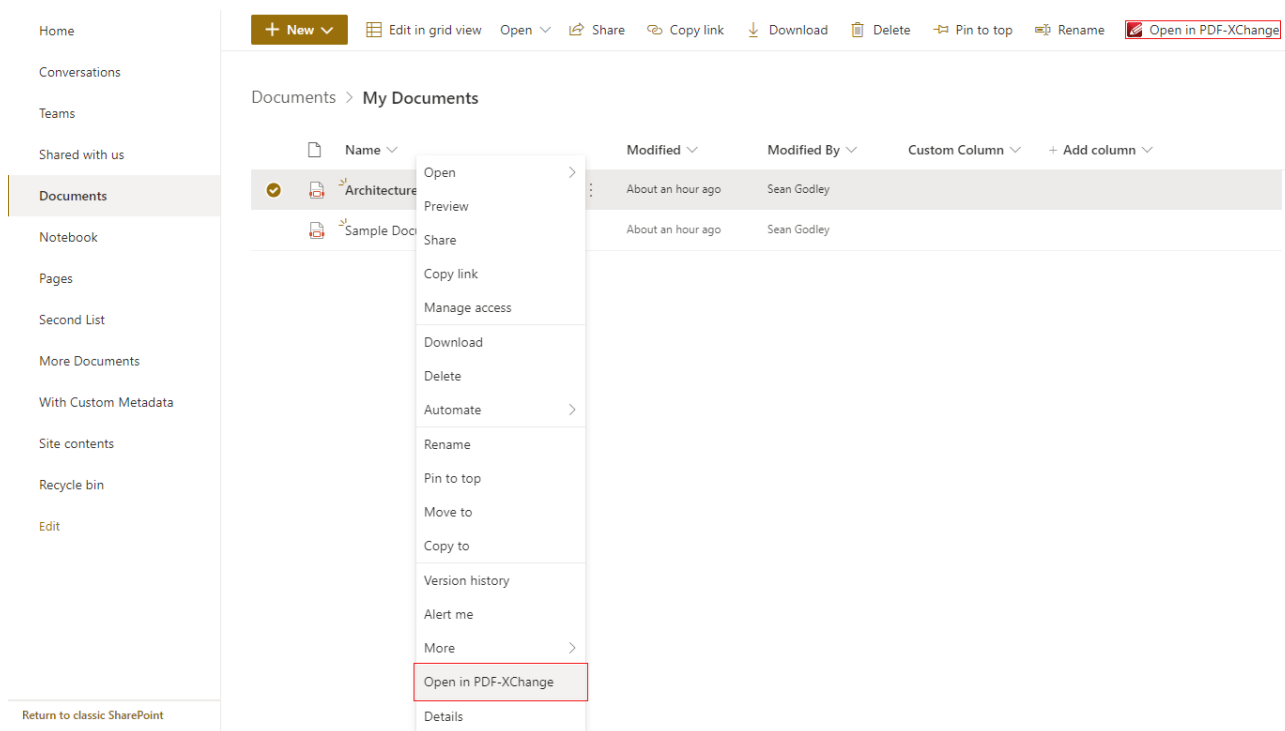 Home
Conversations
Teams
Shared with us
Documents
Notebook
Pages
Second List
More Documents
With Custom Metadata
Site contents
Recycle bin
Edit
Return to classic SharePoint
+ New Edit in grid view Open Share Copy link Download Delete Pin to top Rename Open in PDF-XChange
Documents > My Documents
Name Modified Modified By Custom Column + Add column
Architecture About an hour ago Sean Godley
Sample Doc About an hour ago Sean Godley
Open
Preview
Share
Copy link
Manage access
Download
Delete
Automate
Rename
Pin to top
Move to
Copy to
Version history
Alert me
More
Open in PDF-XChange
Details